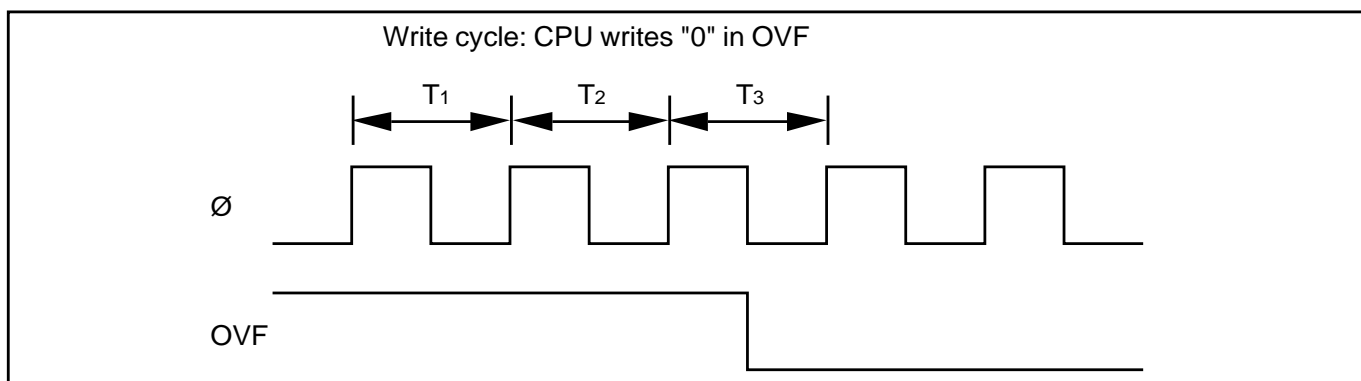 Write cycle: CPU writes "0" in OVF
T1 T2 T3
Ø
OVF